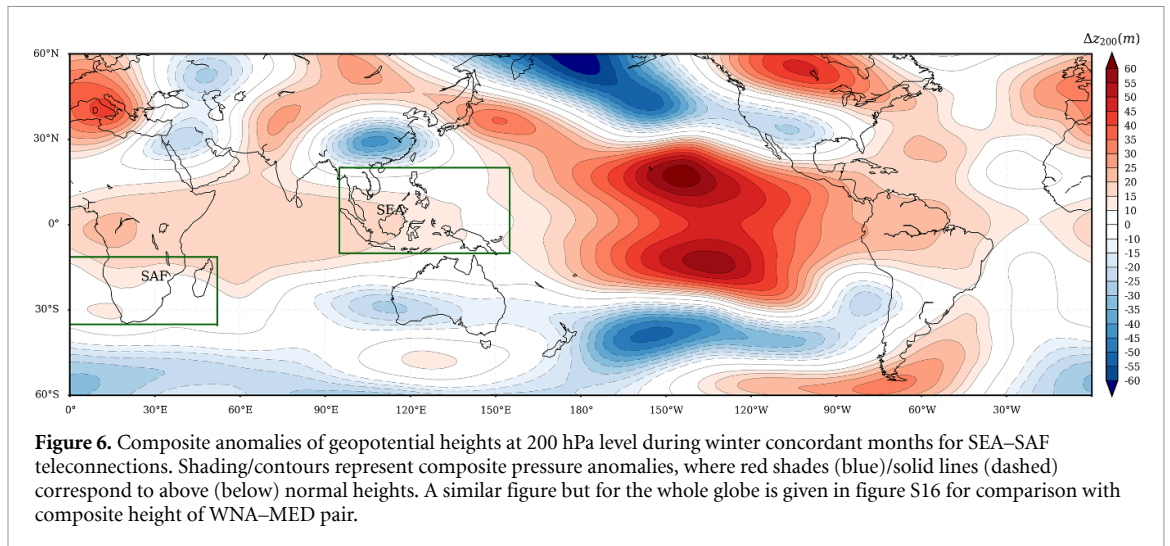 Δz₂₀₀(m)
60°N
30°N
0°
30°S
60°S
0°
30°E
60°E
90°E
120°E
150°E
180°
150°W
120°W
90°W
60°W
30°W
SEA
SAF
60
55
50
45
40
35
30
25
20
15
10
0
-10
-15
-20
-25
-30
-35
-40
-45
-50
-55
-60
Figure 6. Composite anomalies of geopotential heights at 200 hPa level during winter concordant months for SEA–SAF
teleconnections. Shading/contours represent composite pressure anomalies, where red shades (blue)/solid lines (dashed)
correspond to above (below) normal heights. A similar figure but for the whole globe is given in figure S16 for comparison with
composite height of WNA–MED pair.